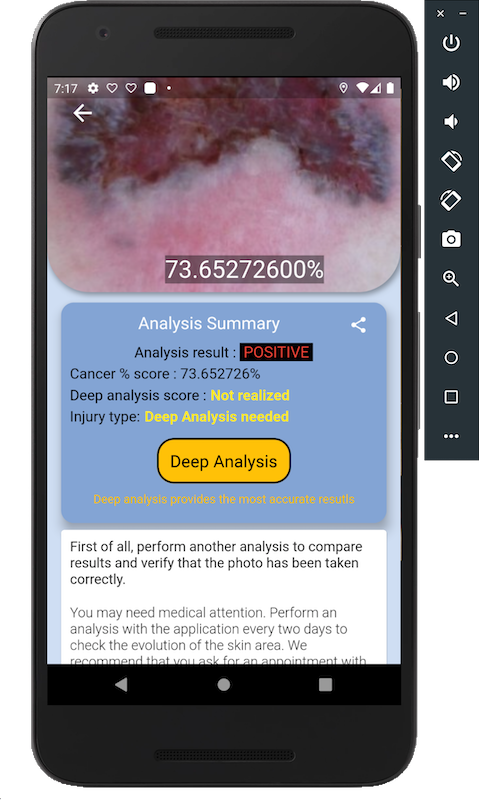 7:17
73.65272600%
Analysis Summary
Analysis result : POSITIVE
Cancer % score : 73.652726%
Deep analysis score : Not realized
Injury type: Deep Analysis needed
Deep Analysis
Deep analysis provides the most accurate resutls
First of all, perform another analysis to compare
results and verify that the photo has been taken
correctly.
You may need medical attention. Perform an
analysis with the application every two days to
check the evolution of the skin area. We
recommend that you ask for an appointment with